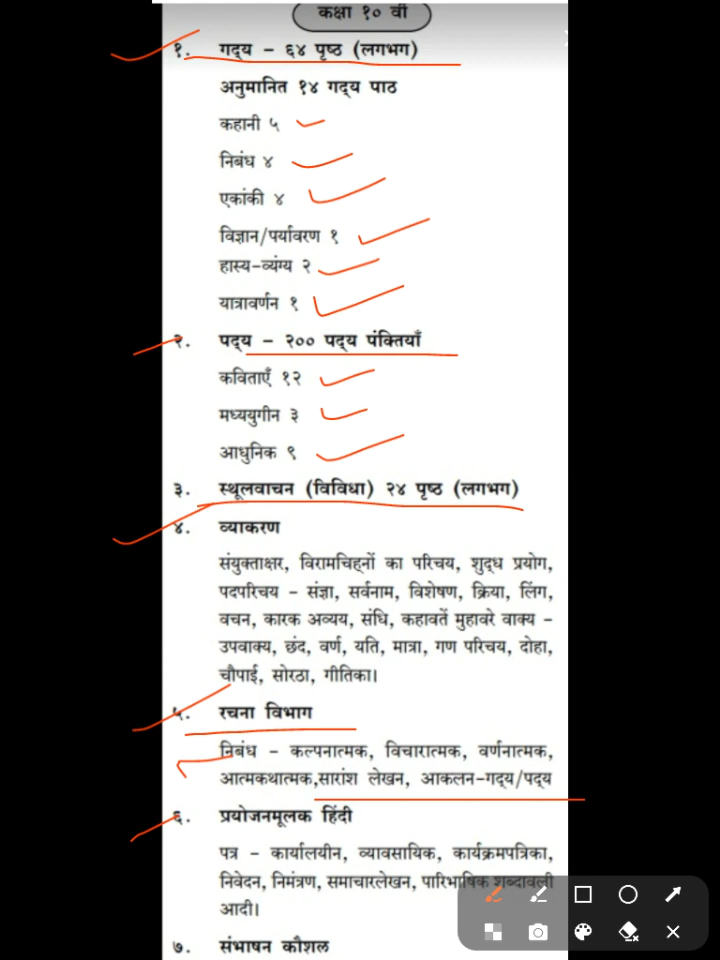 कक्षा १० वी
१. गद्य - ६४ पृष्ठ (लगभग)
अनुमानित १४ गद्य पाठ
कहानी ५
निबंध ४
एकांकी ४
विज्ञान/पर्यावरण १
हास्य-व्यंग्य २
यात्रावर्णन १
२. पद्य - २०० पद्य पंक्तियाँ
कविताएँ १२
मध्ययुगीन ३
आधुनिक ९
३. स्थूलवाचन (विविधा) २४ पृष्ठ (लगभग)
४. व्याकरण
संयुक्ताक्षर, विरामचिह्नों का परिचय, शुद्ध प्रयोग,
पदपरिचय - संज्ञा, सर्वनाम, विशेषण, क्रिया, लिंग,
वचन, कारक अव्यय, संधि, कहावतें मुहावरे वाक्य -
उपवाक्य, छंद, वर्ण, यति, मात्रा, गण परिचय, दोहा,
चौपाई, सोरठा, गीतिका।
५. रचना विभाग
निबंध - कल्पनात्मक, विचारात्मक, वर्णनात्मक,
आत्मकथात्मक,सारांश लेखन, आकलन-गद्य/पद्य
६. प्रयोजनमूलक हिंदी
पत्र - कार्यालयीन, व्यावसायिक, कार्यक्रमपत्रिका,
निवेदन, निमंत्रण, समाचारलेखन, पारिभाषिक शब्दावली
आदी।
७. संभाषन कौशल